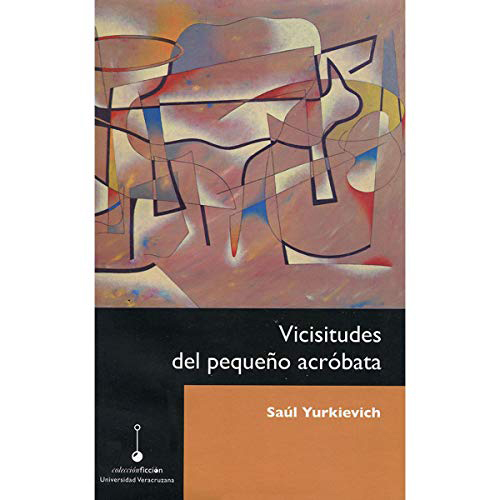 Vicisitudes
del pequeño acróbata
Saúl Yurkievich
colecciónficción
Universidad Veracruzana